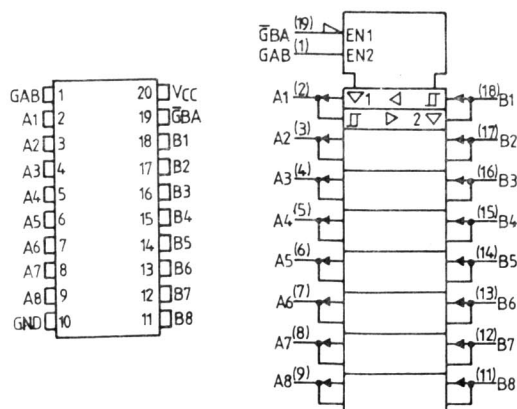 GAB 1 20 VCC
A1 2 19 G̅BA
A2 3 18 B1
A3 4 17 B2
A4 5 16 B3
A5 6 15 B4
A6 7 14 B5
A7 8 13 B6
A8 9 12 B7
GND 10 11 B8
G̅BA (19) EN1
GAB (1) EN2
A1 (2) 1 (18) B1
2
A2 (3) (17) B2
A3 (4) (16) B3
A4 (5) (15) B4
A5 (6) (14) B5
A6 (7) (13) B6
A7 (8) (12) B7
A8 (9) (11) B8